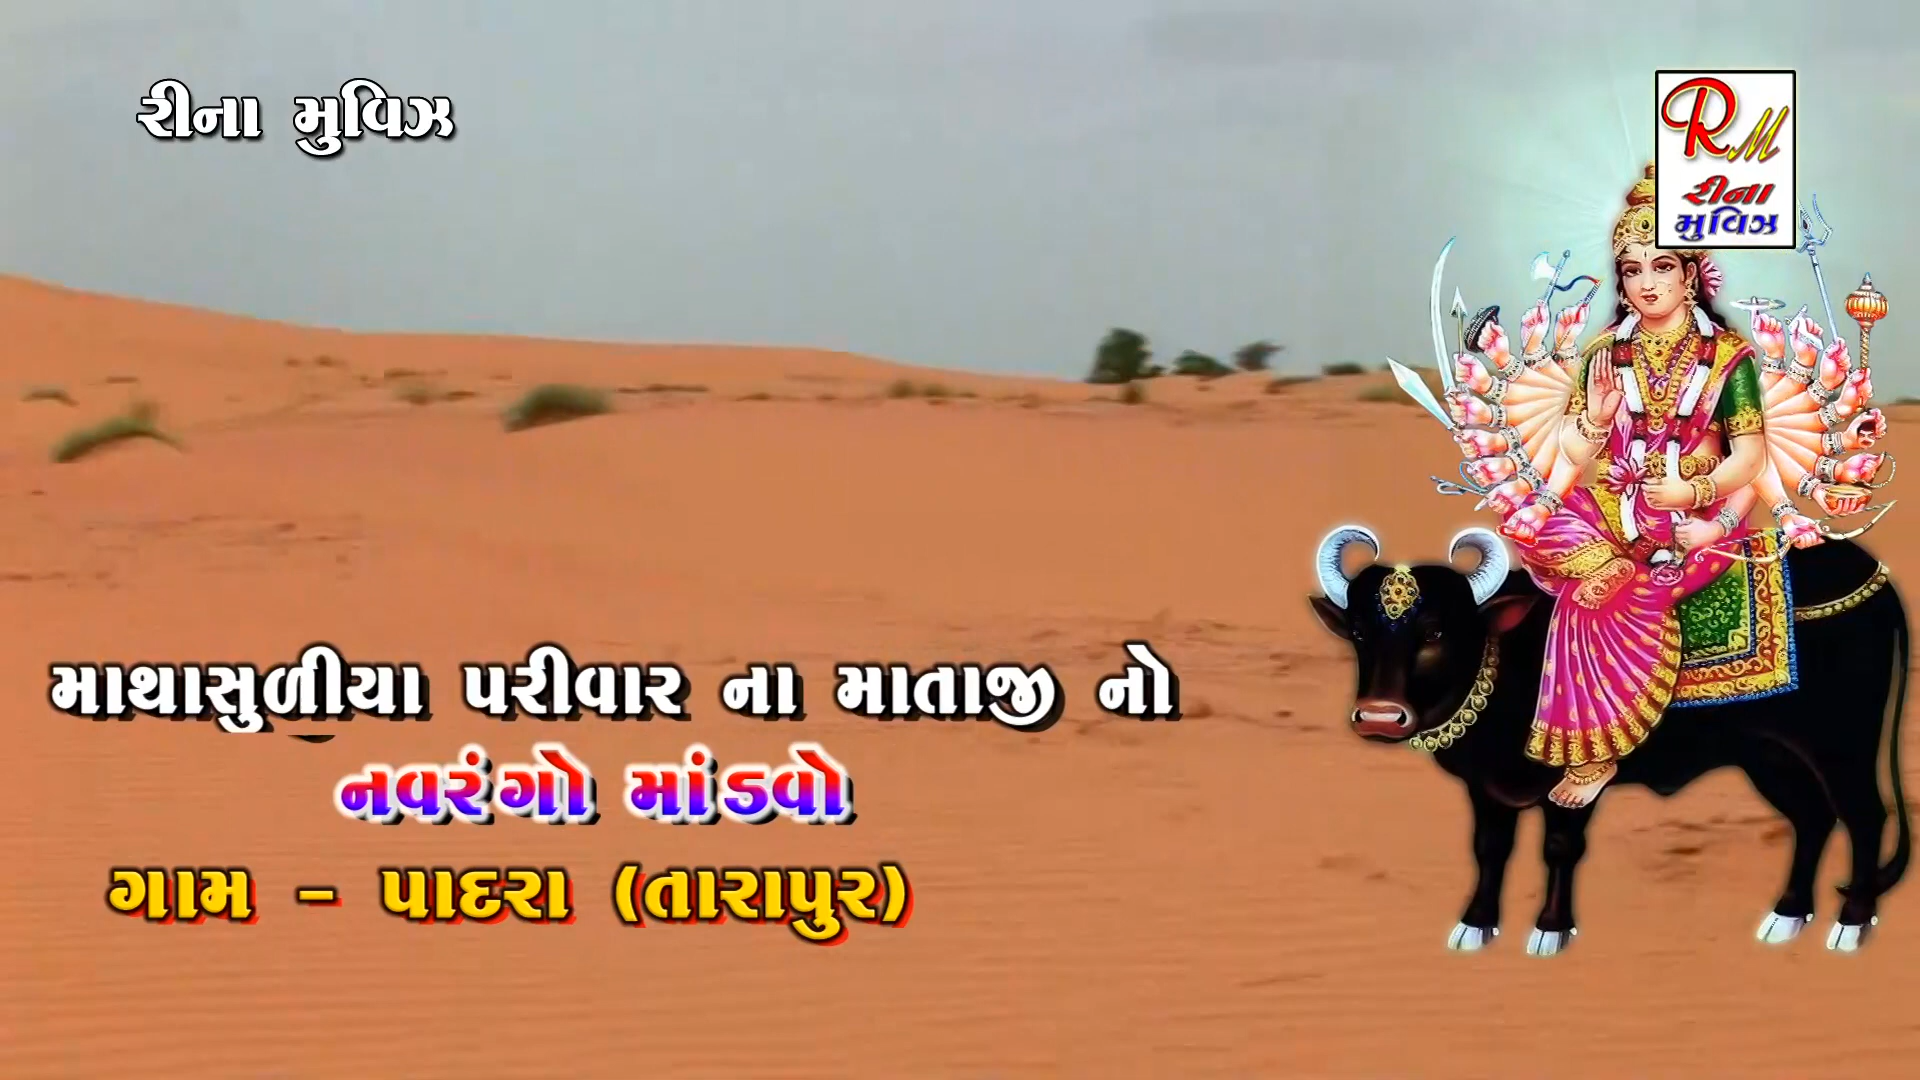 રીના મુવિઝ
RM
રીના
મુવિઝ
માથાસુળીયા પરીવાર ના માતાજી નો
નવરંગો માંડવો
ગામ - પાદરા (તારાપુર)